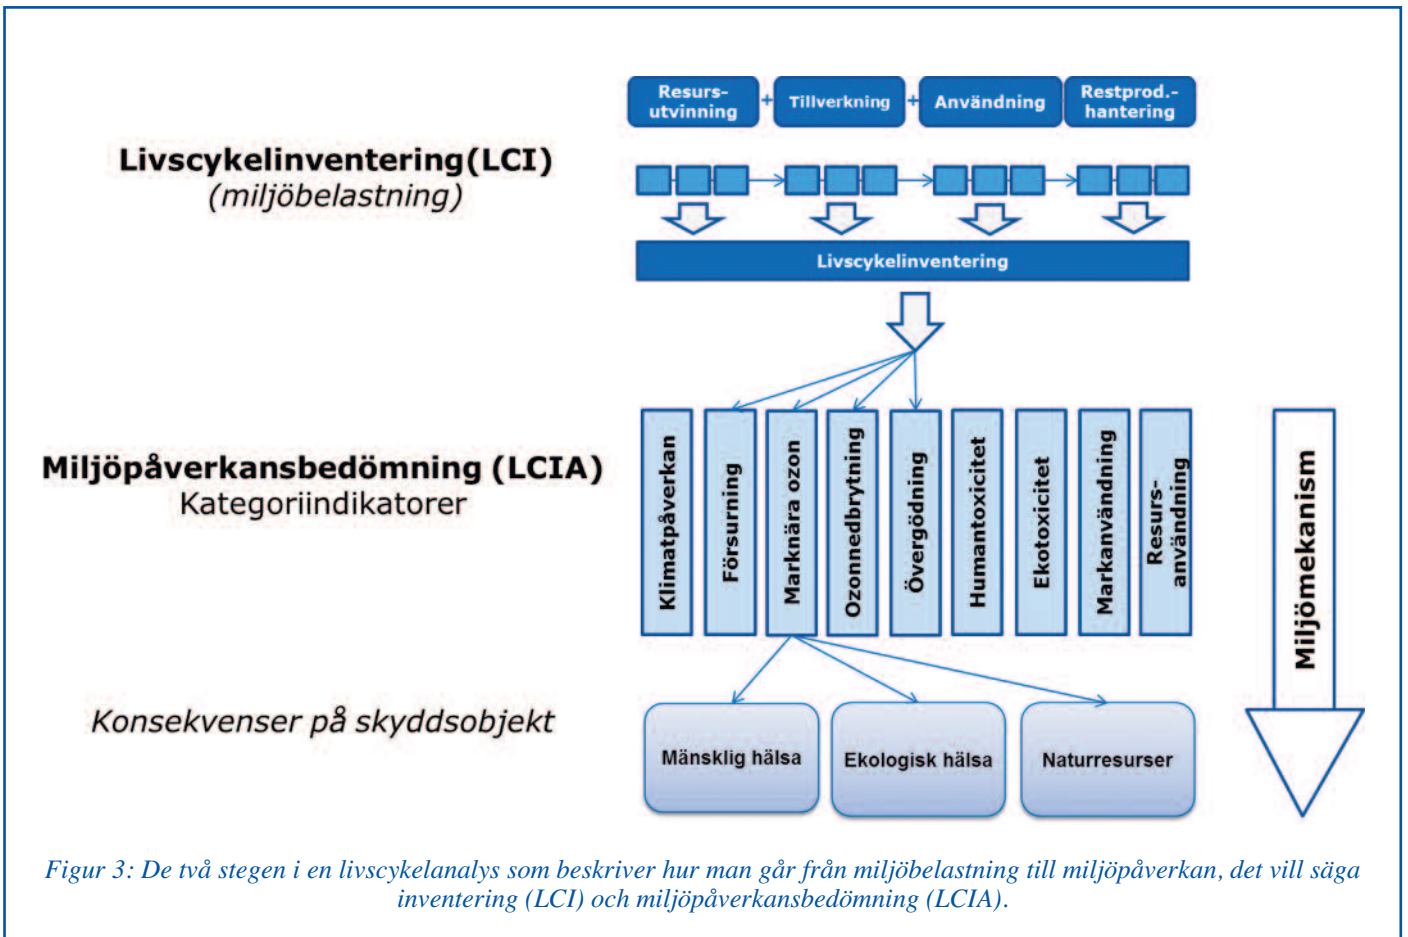 Resurs-
utvinning
+
Tillverkning
+
Användning
Restprod.-
hantering
Livscykelinventering(LCI)
(miljöbelastning)
Livscykelinventering
Miljöpåverkansbedömning (LCIA)
Kategoriindikatorer
Klimatpåverkan
Försurning
Marknära ozon
Ozonnedbrytning
Övergödning
Humantoxicitet
Ekotoxicitet
Markanvändning
Resurs-
användning
Miljömekanism
Konsekvenser på skyddsobjekt
Mänsklig hälsa
Ekologisk hälsa
Naturresurser
Figur 3: De två stegen i en livscykelanalys som beskriver hur man går från miljöbelastning till miljöpåverkan, det vill säga
inventering (LCI) och miljöpåverkansbedömning (LCIA).